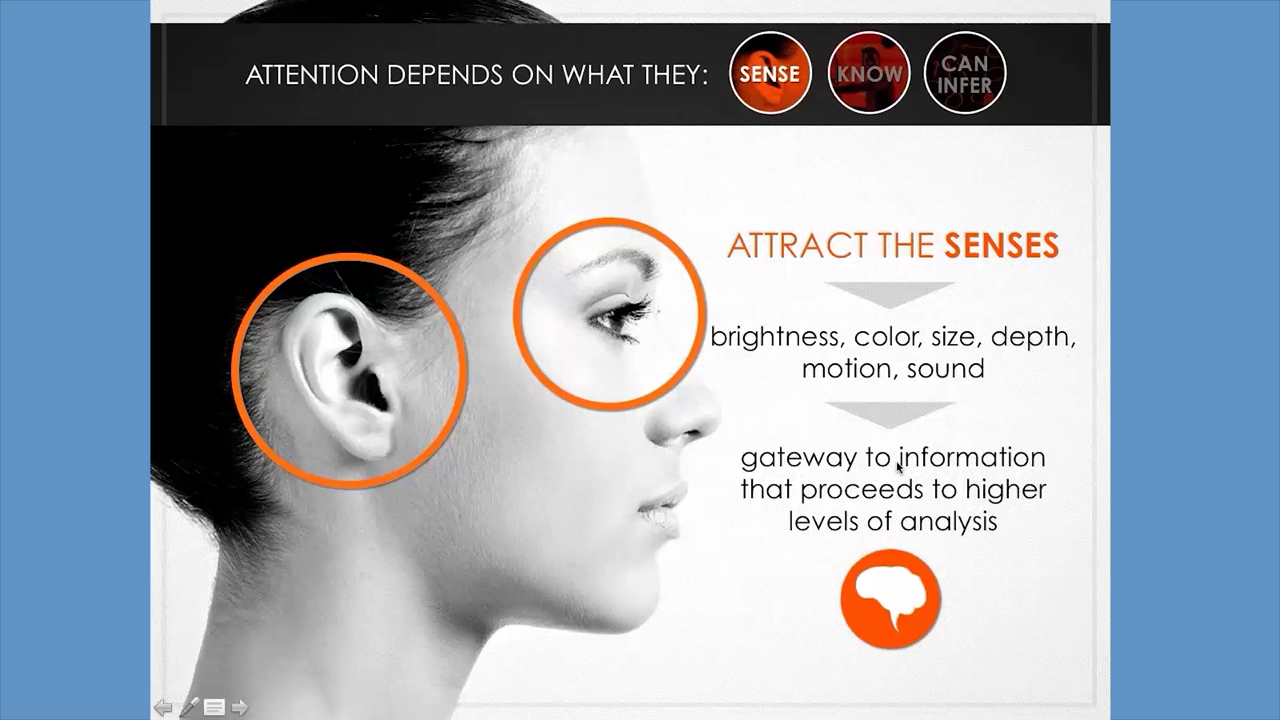 ATTENTION DEPENDS ON WHAT THEY:
SENSE
KNOW
CAN
INFER
ATTRACT THE SENSES
brightness, color, size, depth,
motion, sound
gateway to information
that proceeds to higher
levels of analysis